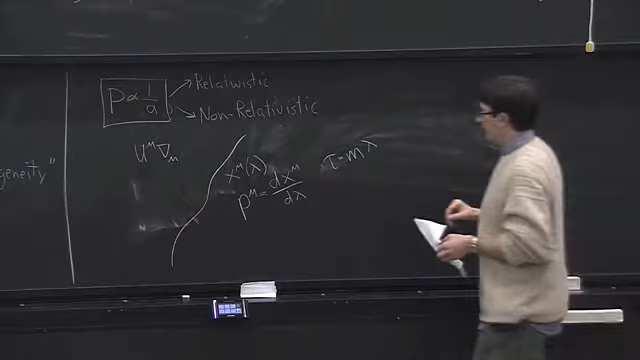 geneity"
P ∝ 1/a
Relativistic
Non-Relativistic
U^μ ∇_μ
x^μ(λ)
p^μ = dx^μ/dλ
τ = mλ